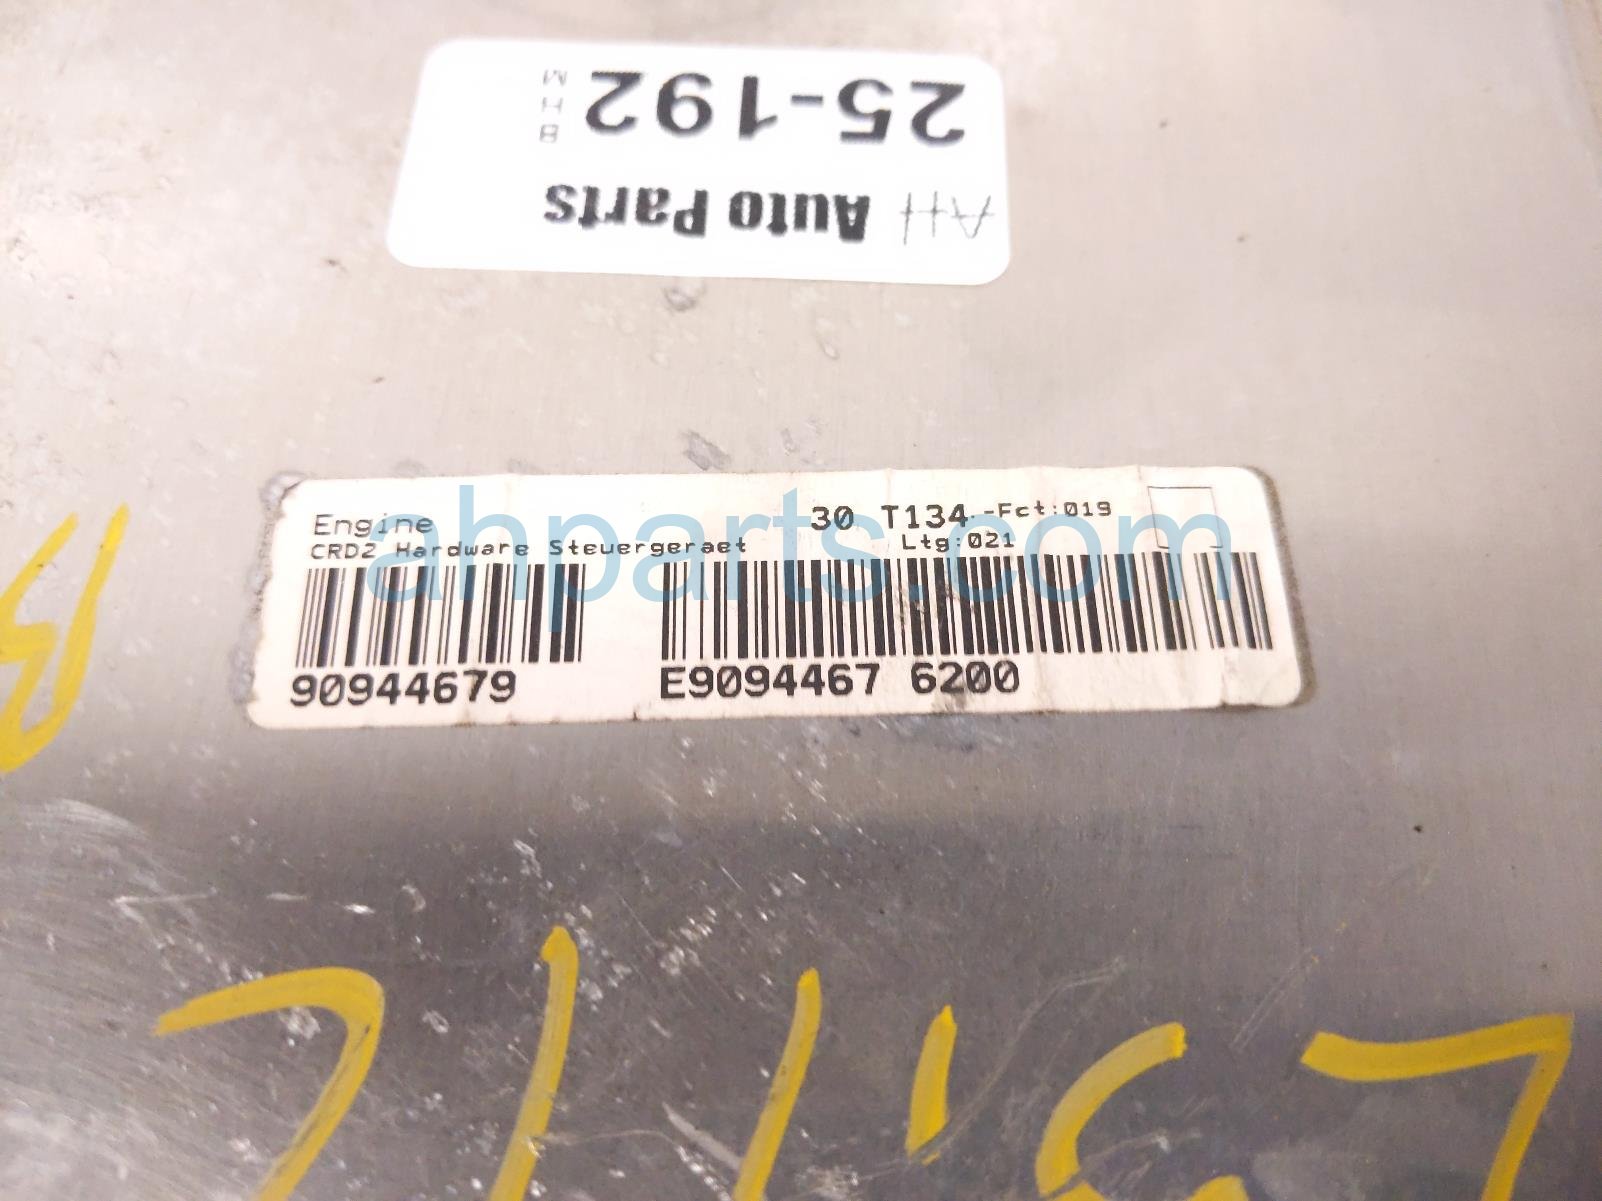 AH Auto Parts
25-192
BHM
Engine 30 T134 -Fct:019
CRD2 Hardware Steuergeraet Ltg:021
90944679 E9094467 6200
ahparts.com